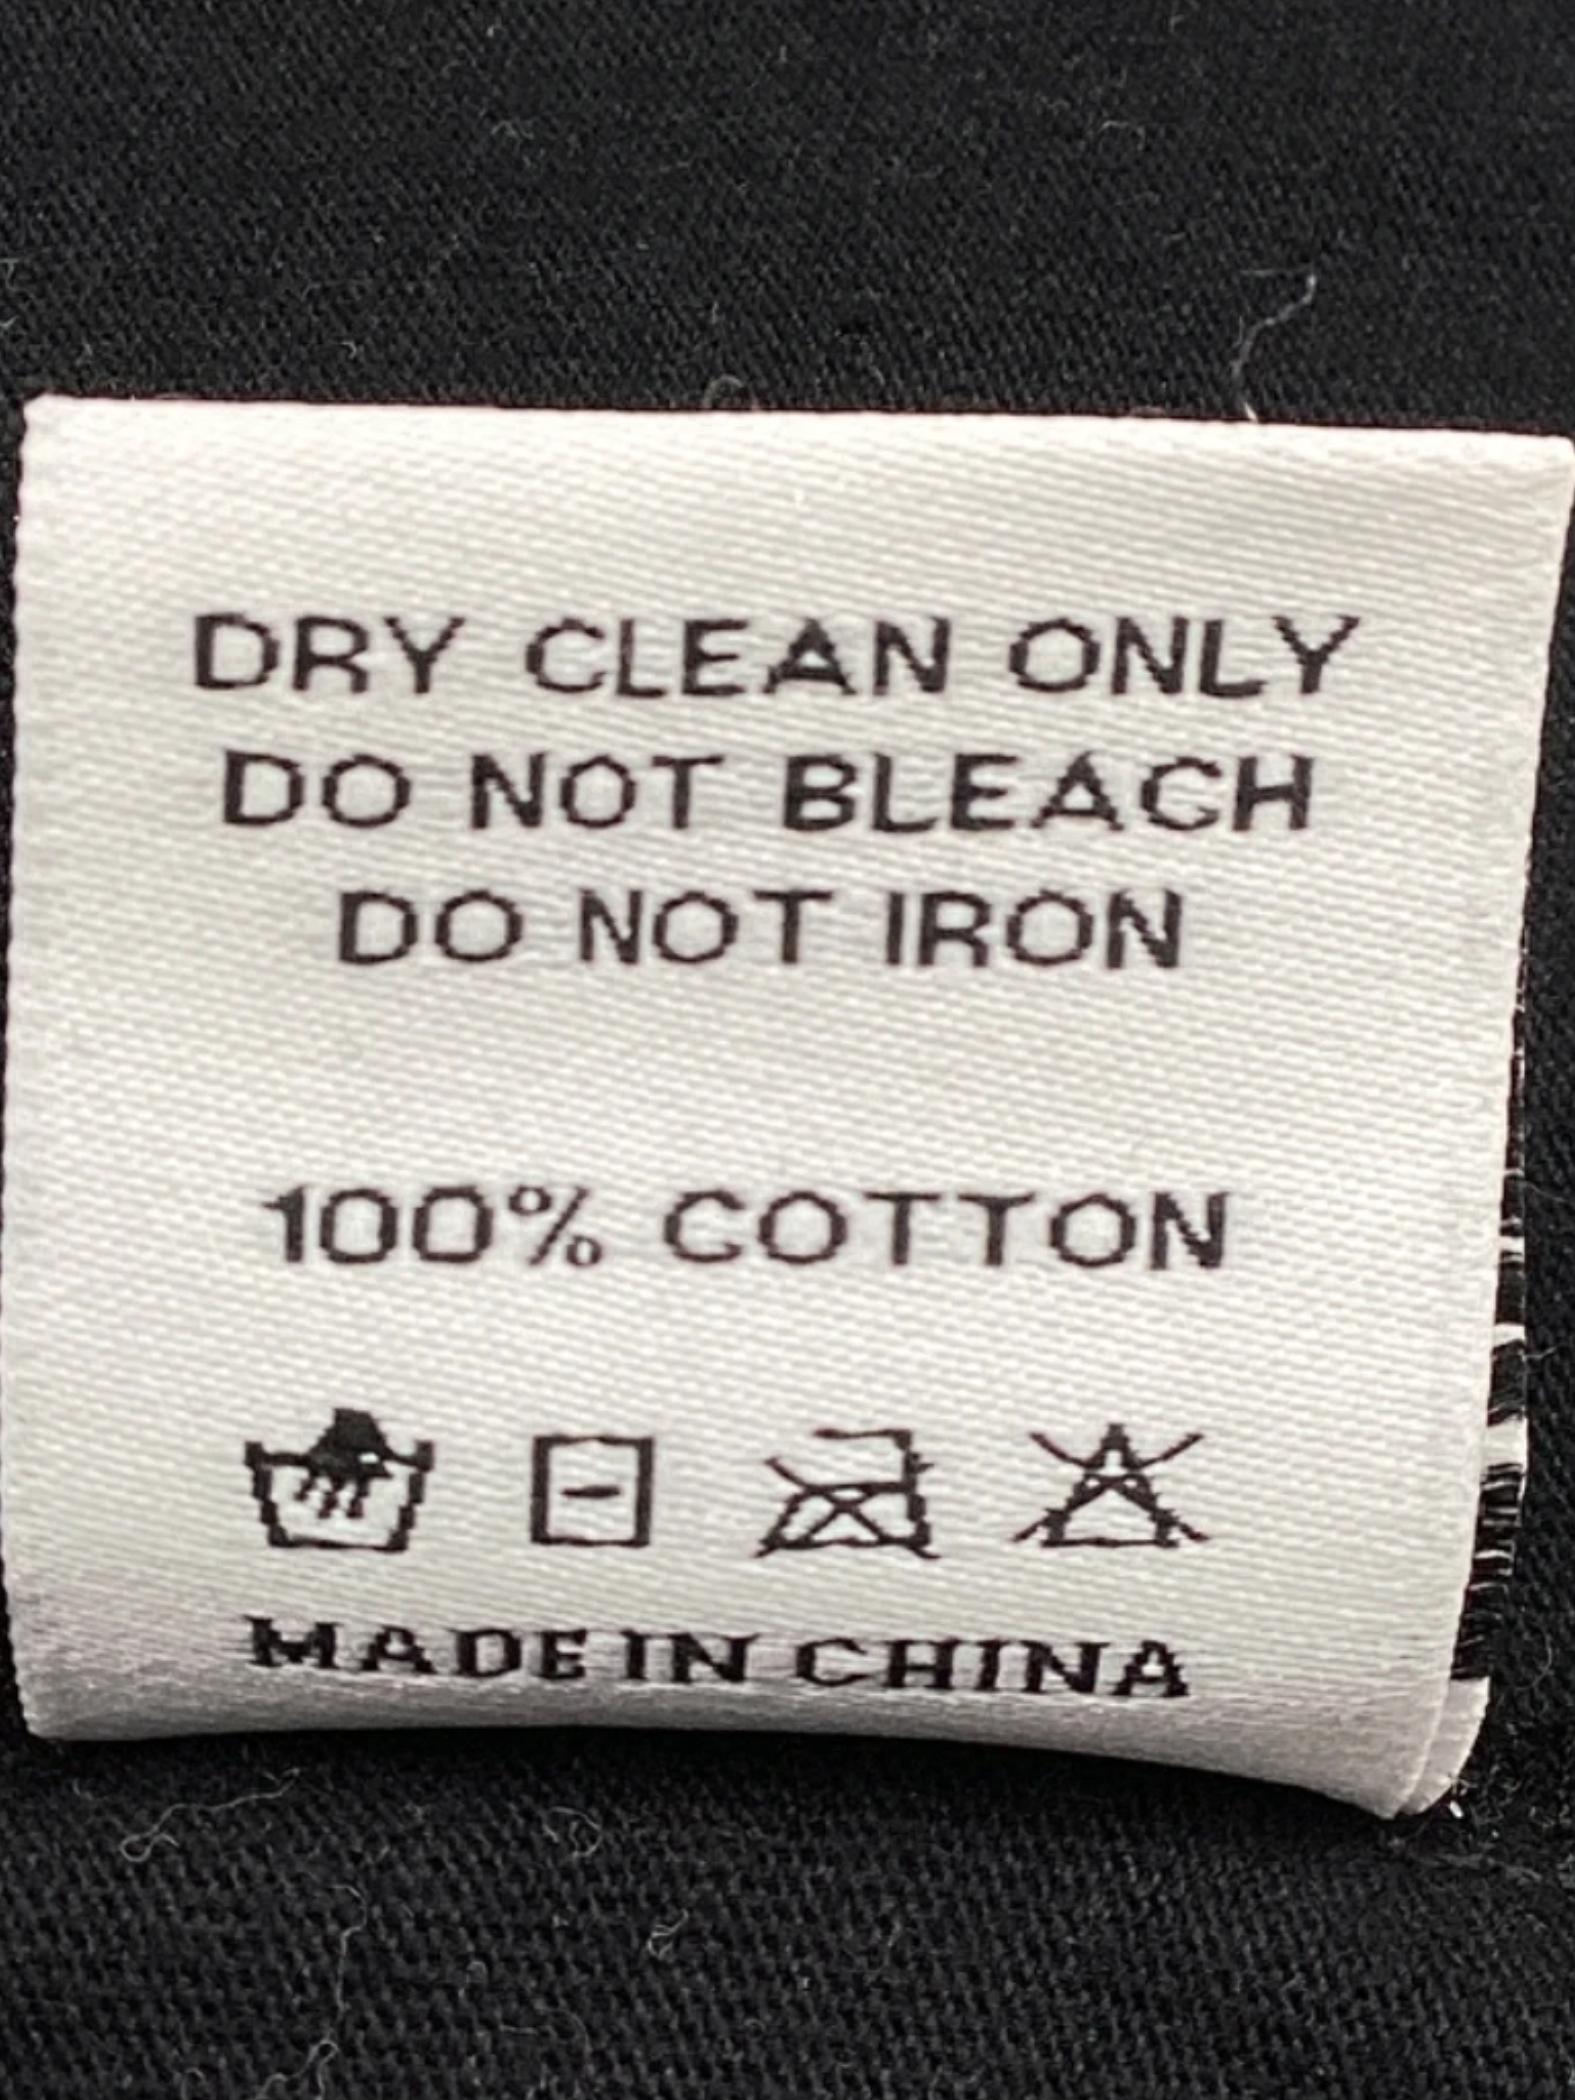 DRY CLEAN ONLY
DO NOT BLEACH
DO NOT IRON
100% COTTON
MADE IN CHINA